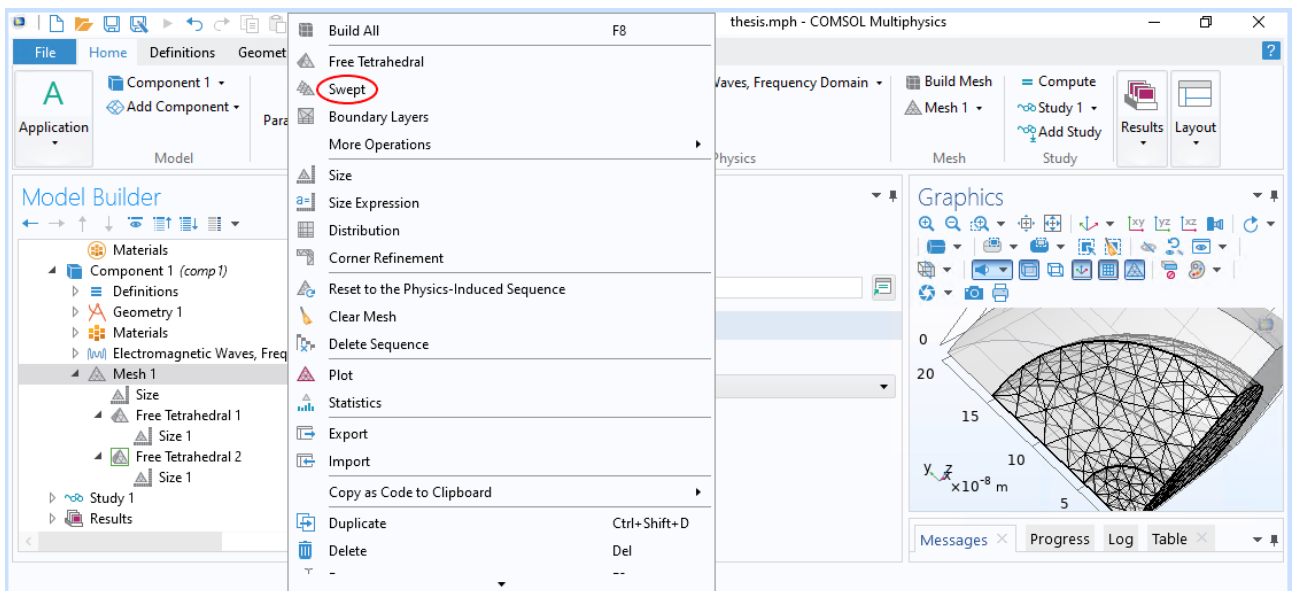 thesis.mph - COMSOL Multiphysics
File Home Definitions Geomet
?
A
Application
Component 1
Add Component
Model
Para
Waves, Frequency Domain
Physics
Build Mesh
Mesh 1
Mesh
= Compute
Study 1
Add Study
Study
Results
Layout
Build All F8
Free Tetrahedral
Swept
Boundary Layers
More Operations
Size
Size Expression
Distribution
Corner Refinement
Reset to the Physics-Induced Sequence
Clear Mesh
Delete Sequence
Plot
Statistics
Export
Import
Copy as Code to Clipboard
Duplicate Ctrl+Shift+D
Delete Del
Model Builder
Materials
Component 1 (comp1)
Definitions
Geometry 1
Materials
Electromagnetic Waves, Freq
Mesh 1
Size
Free Tetrahedral 1
Size 1
Free Tetrahedral 2
Size 1
Study 1
Results
Graphics
xy yz xz
0
20
15
10
5
y z
×10⁻⁸ m
Messages Progress Log Table